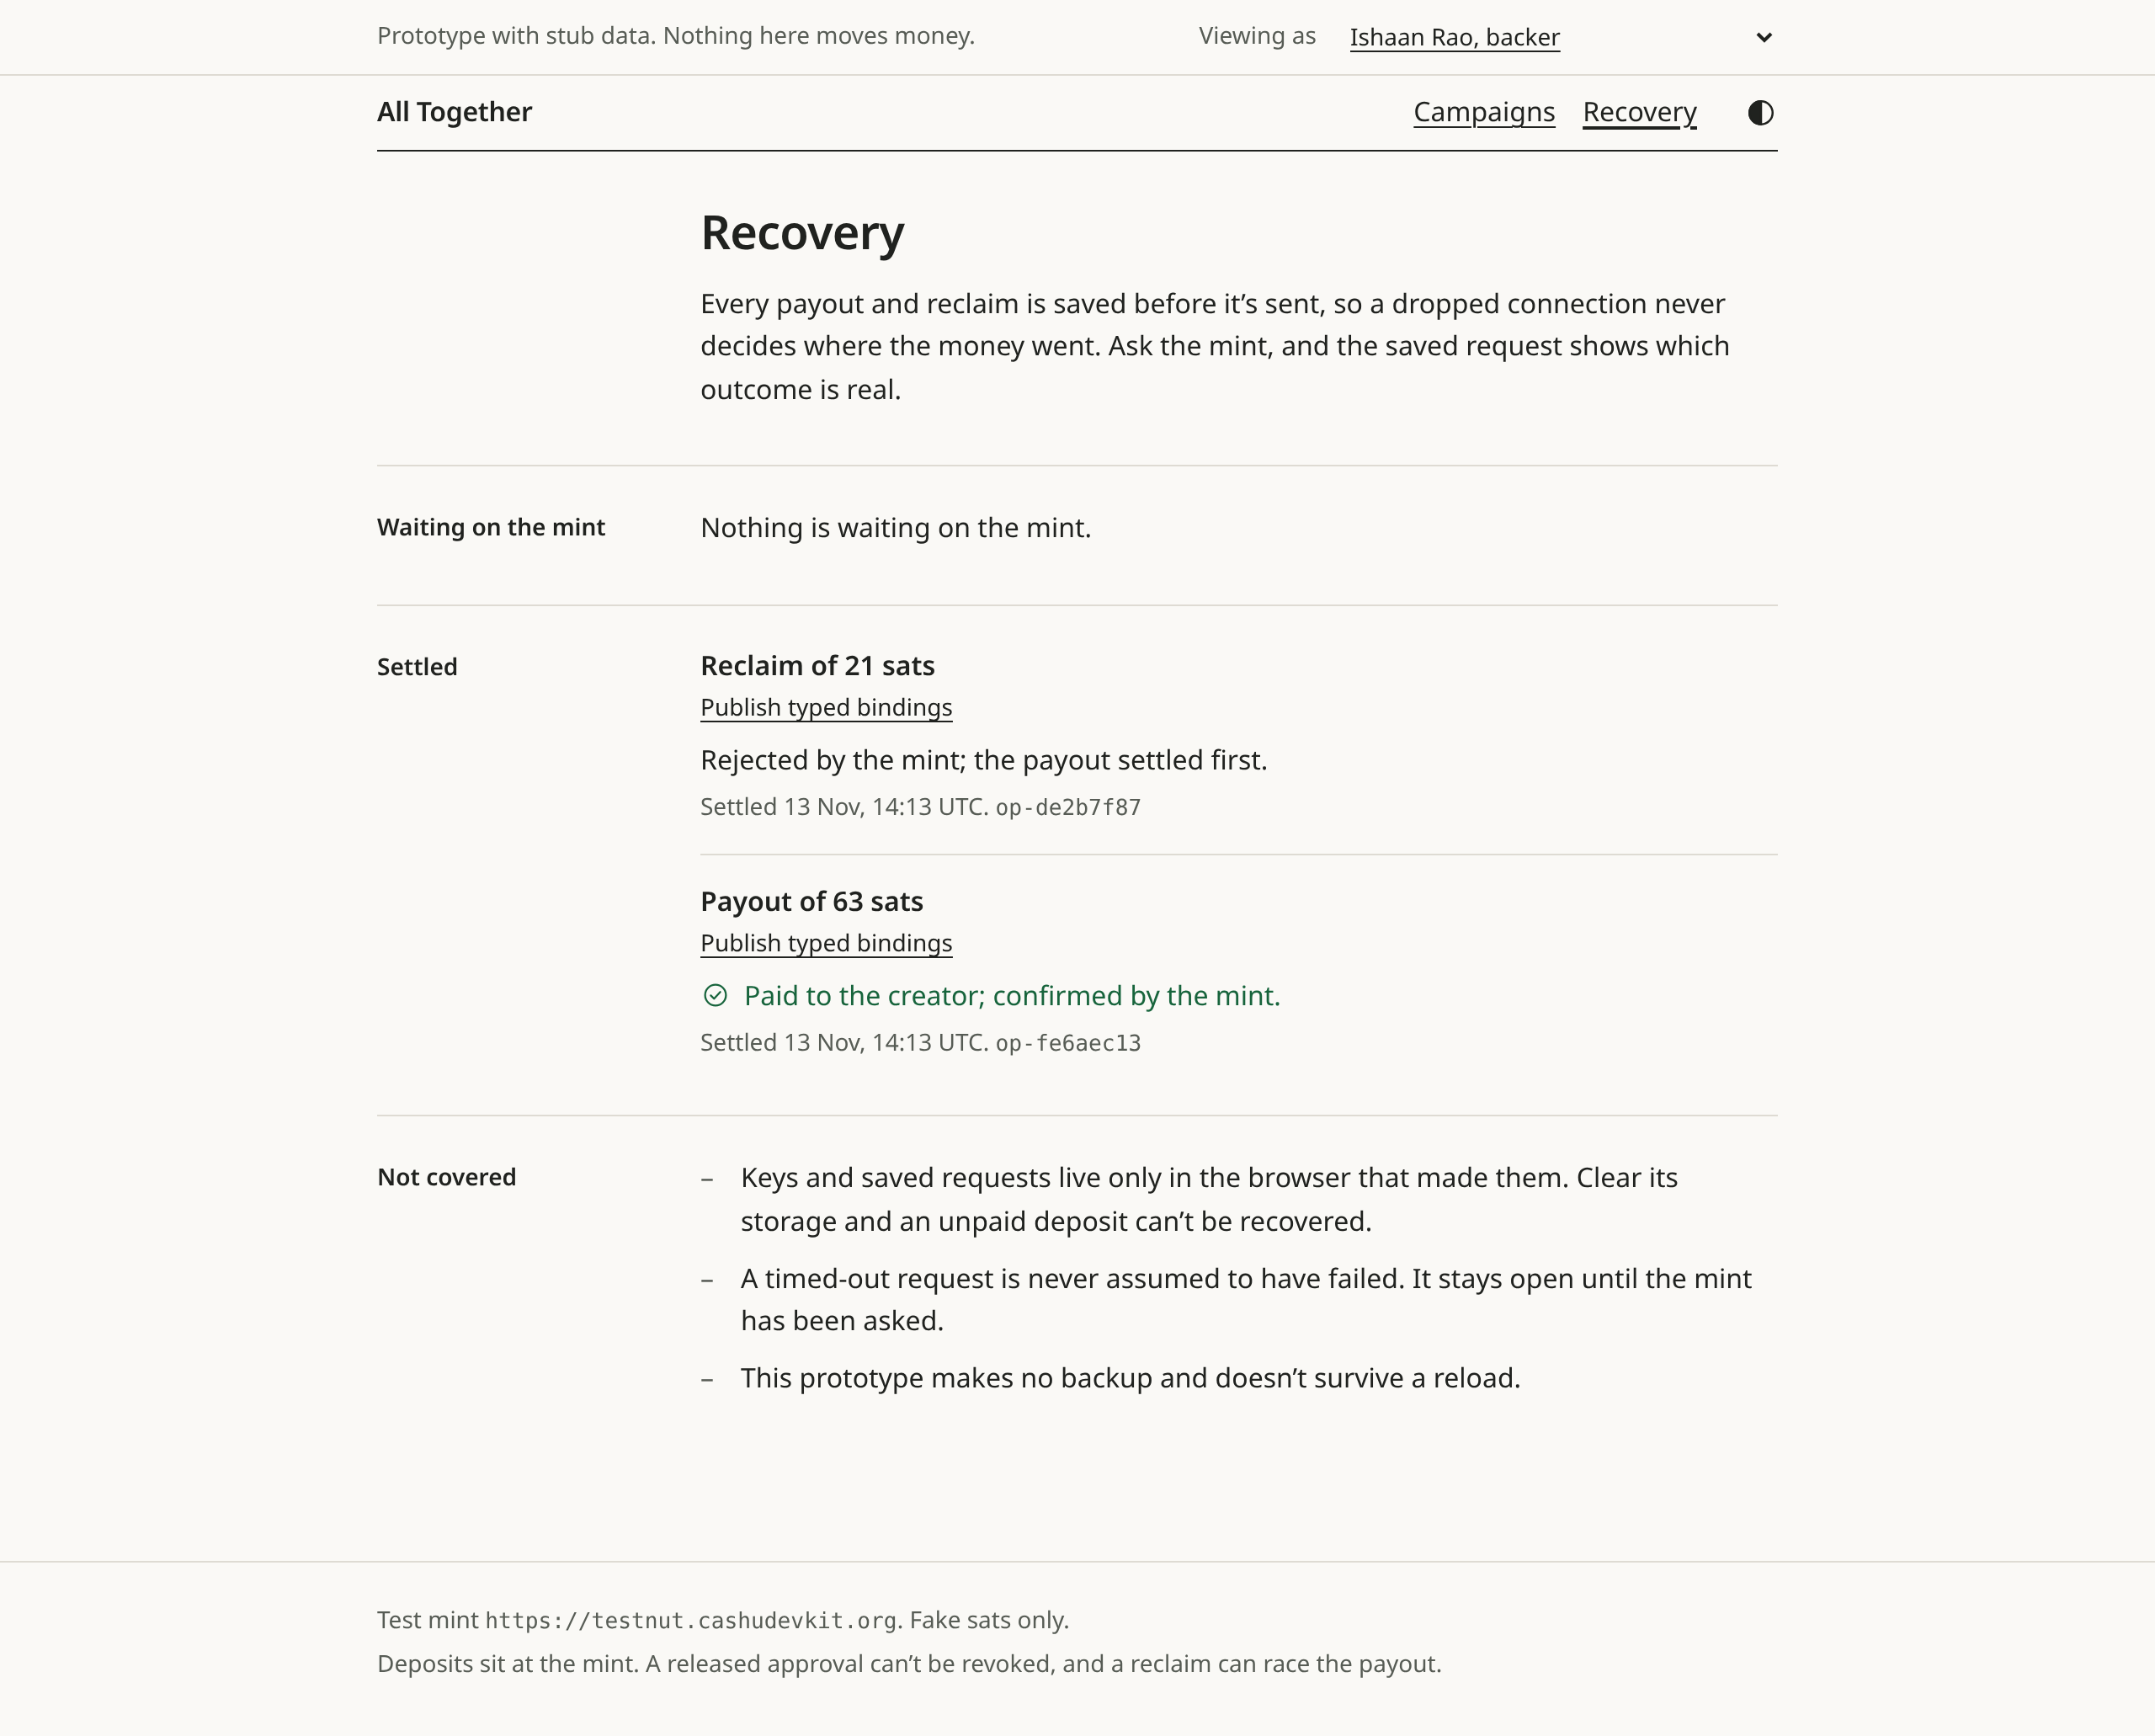 Prototype with stub data. Nothing here moves money.
Viewing as Ishaan Rao, backer
All Together
Campaigns Recovery
Recovery
Every payout and reclaim is saved before it’s sent, so a dropped connection never
decides where the money went. Ask the mint, and the saved request shows which
outcome is real.
Waiting on the mint
Nothing is waiting on the mint.
Settled
Reclaim of 21 sats
Publish typed bindings
Rejected by the mint; the payout settled first.
Settled 13 Nov, 14:13 UTC. op-de2b7f87
Payout of 63 sats
Publish typed bindings
Paid to the creator; confirmed by the mint.
Settled 13 Nov, 14:13 UTC. op-fe6aec13
Not covered
– Keys and saved requests live only in the browser that made them. Clear its
storage and an unpaid deposit can’t be recovered.
– A timed-out request is never assumed to have failed. It stays open until the mint
has been asked.
– This prototype makes no backup and doesn’t survive a reload.
Test mint https://testnut.cashudevkit.org. Fake sats only.
Deposits sit at the mint. A released approval can’t be revoked, and a reclaim can race the payout.